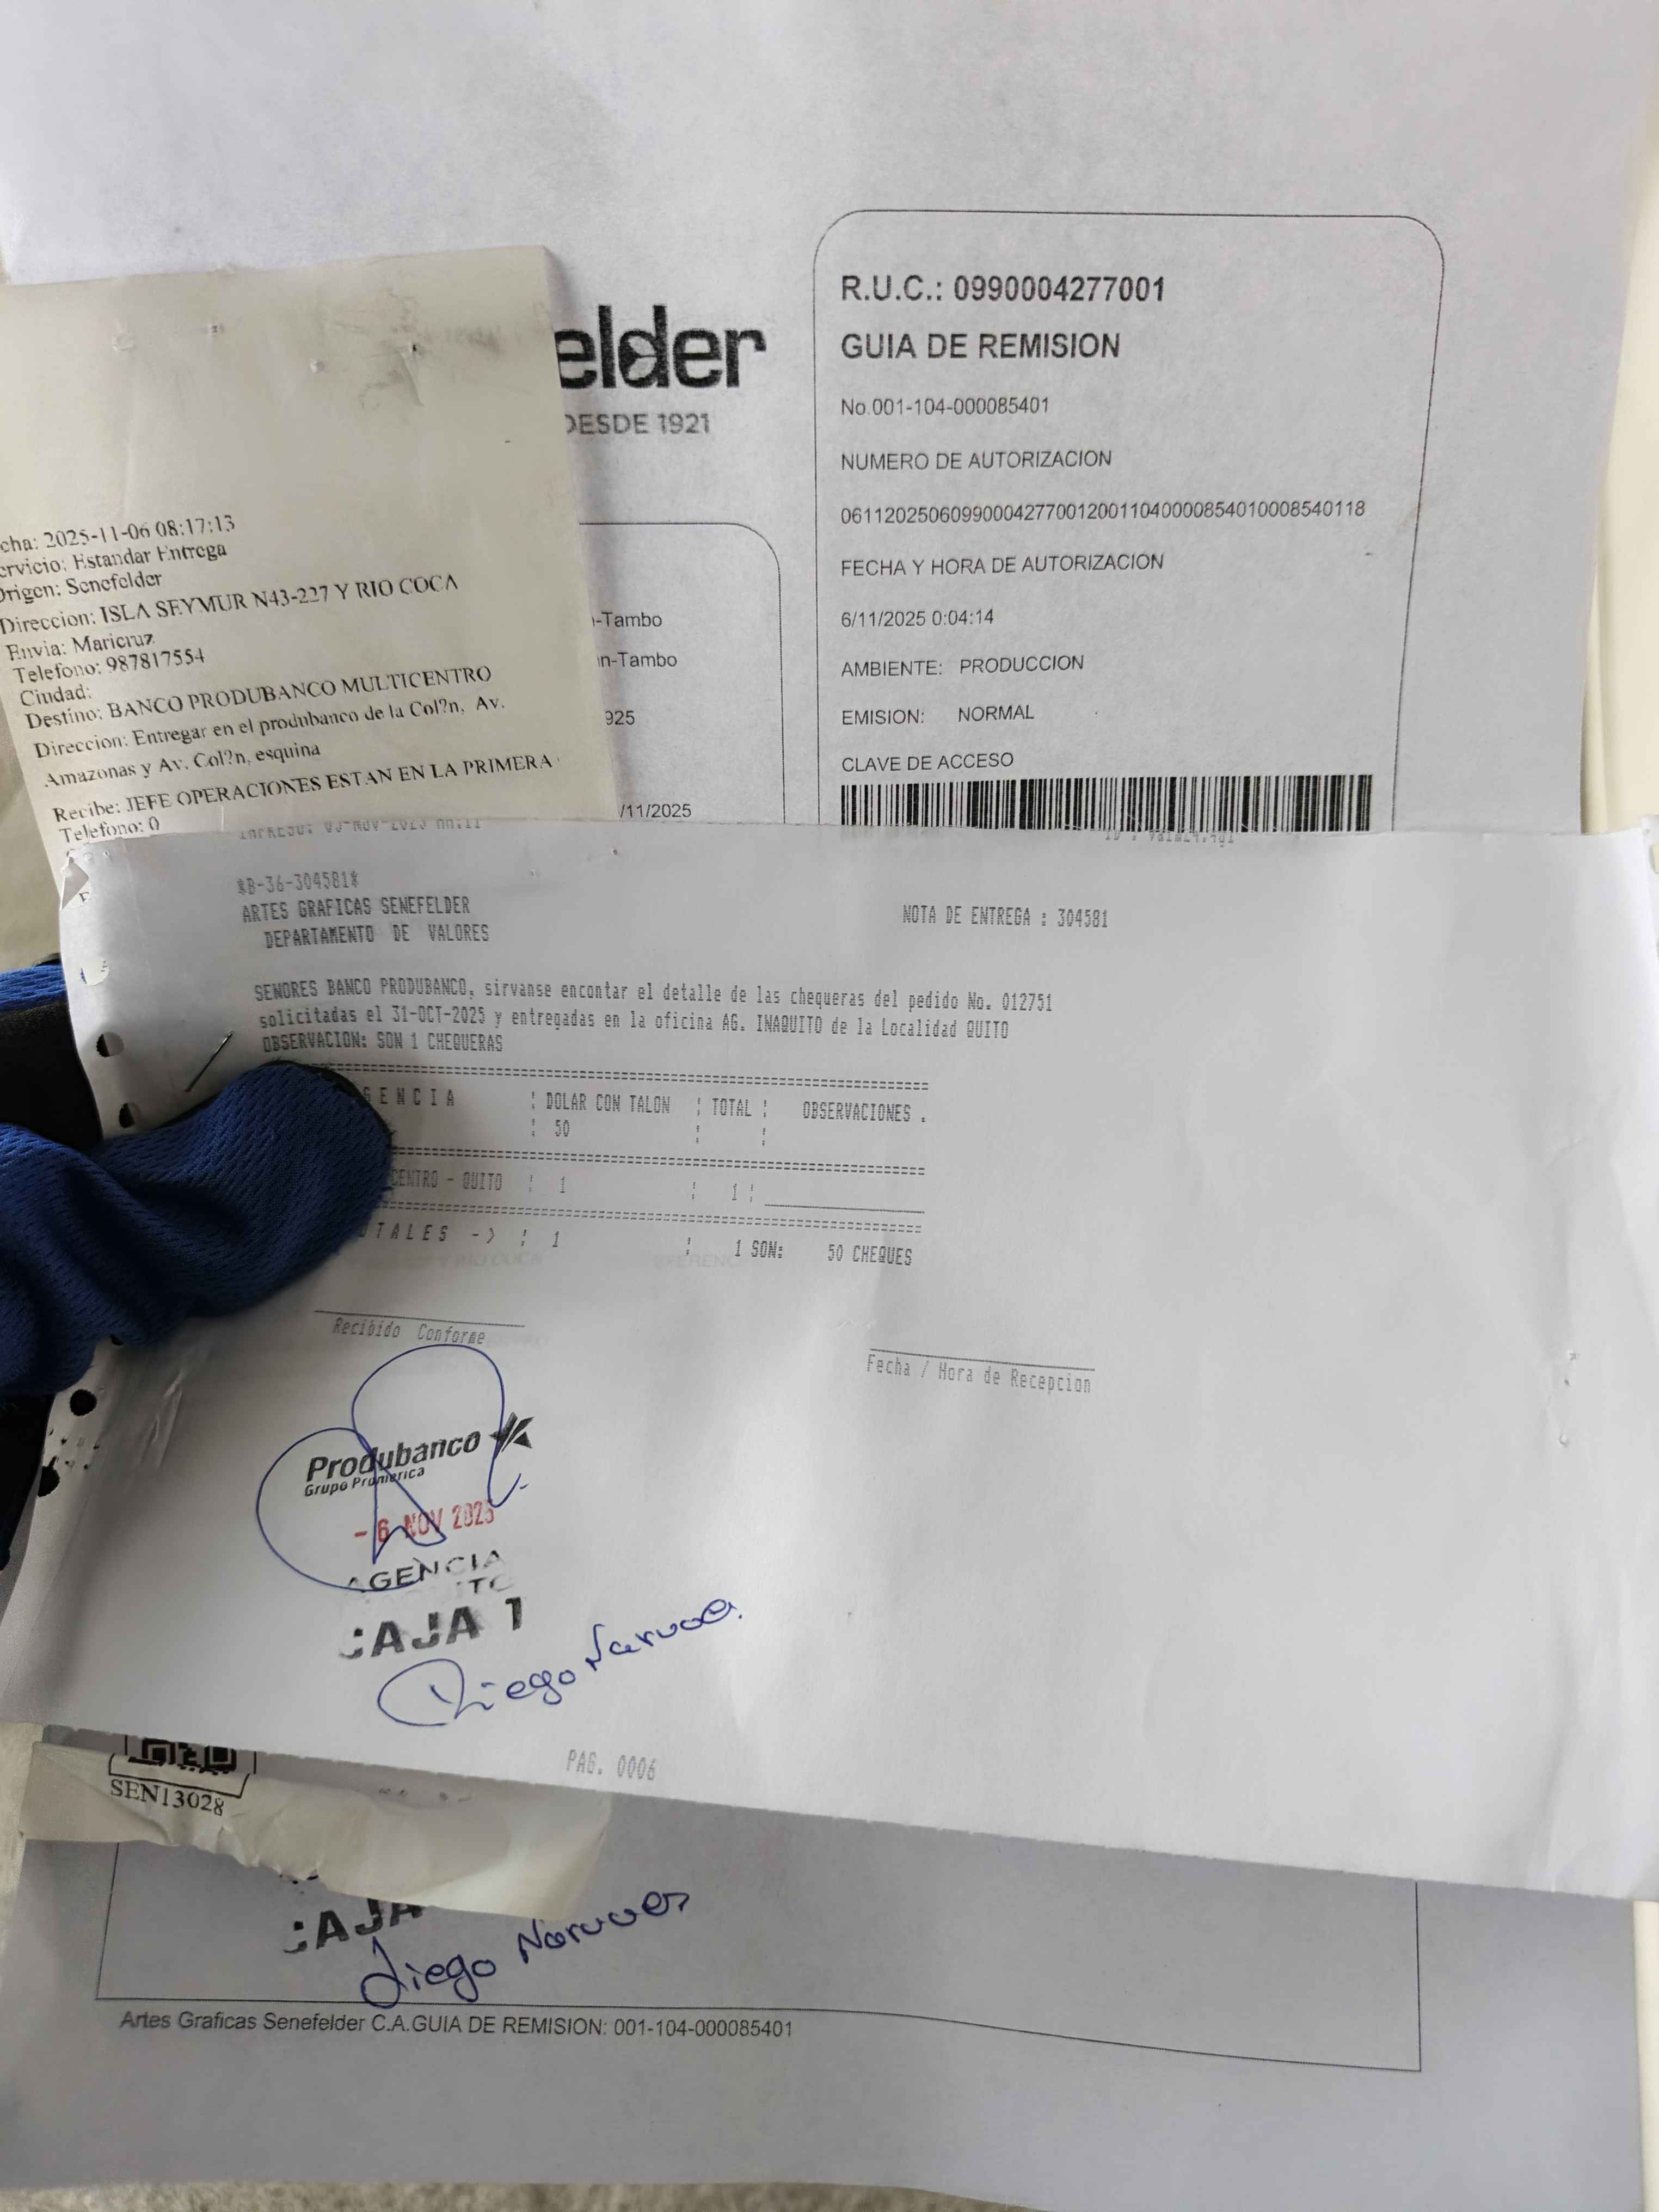 elder
DESDE 1921
R.U.C.: 0990004277001
GUIA DE REMISION
No.001-104-000085401
NUMERO DE AUTORIZACION
0611202506099000427700120011040000854010008540118
FECHA Y HORA DE AUTORIZACION
6/11/2025 0:04:14
AMBIENTE: PRODUCCION
EMISION: NORMAL
CLAVE DE ACCESO
-Tambo
n-Tambo
925
/11/2025
cha: 2025-11-06 08:17:13
ervicio: Estandar Entrega
Origen: Senefelder
Direccion: ISLA SEYMUR N43-227 Y RIO COCA
Envia: Maricruz
Telefono: 987817554
Ciudad:
Destino: BANCO PRODUBANCO MULTICENTRO
Direccion: Entregar en el produbanco de la Col?n, Av.
Amazonas y Av. Col?n, esquina
Recibe: JEFE OPERACIONES ESTAN EN LA PRIMERA
Telefono: 0
*B-36-304581*
ARTES GRAFICAS SENEFELDER
DEPARTAMENTO DE VALORES
NOTA DE ENTREGA : 304581
SENORES BANCO PRODUBANCO, sirvanse encontar el detalle de las chequeras del pedido No. 012751
solicitadas el 31-OCT-2025 y entregadas en la oficina AG. INAQUITO de la Localidad QUITO
OBSERVACION: SON 1 CHEQUERAS
GENCIA : DOLAR CON TALON : TOTAL : OBSERVACIONES .
: 50 : :
CENTRO - QUITO : 1 : 1 :
TALES -> : 1 : 1 SON: 50 CHEQUES
Recibido Conforme
Fecha / Hora de Recepcion
Produbanco
Grupo Promerica
- 6 NOV 2025
AGENCIA
CAJA 1
Diego
PAG. 0006
SEN13028
CAJA
Diego
Artes Graficas Senefelder C.A.GUIA DE REMISION: 001-104-000085401